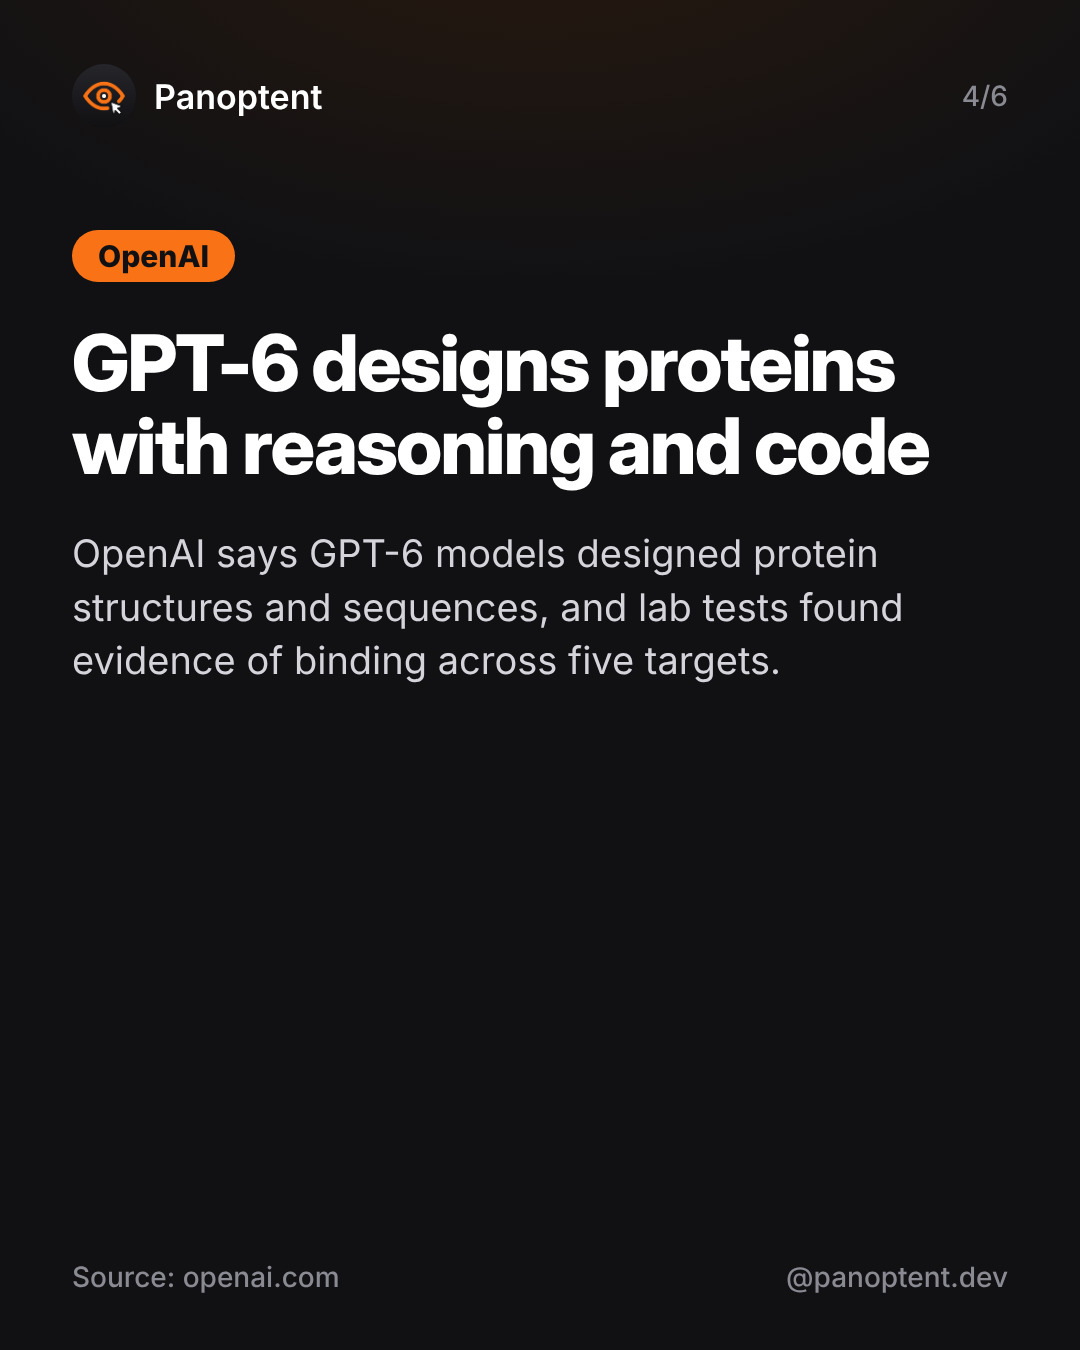 Panoptent
4/6
OpenAI
GPT-6 designs proteins
with reasoning and code
OpenAI says GPT-6 models designed protein
structures and sequences, and lab tests found
evidence of binding across five targets.
Source: openai.com
@panoptent.dev